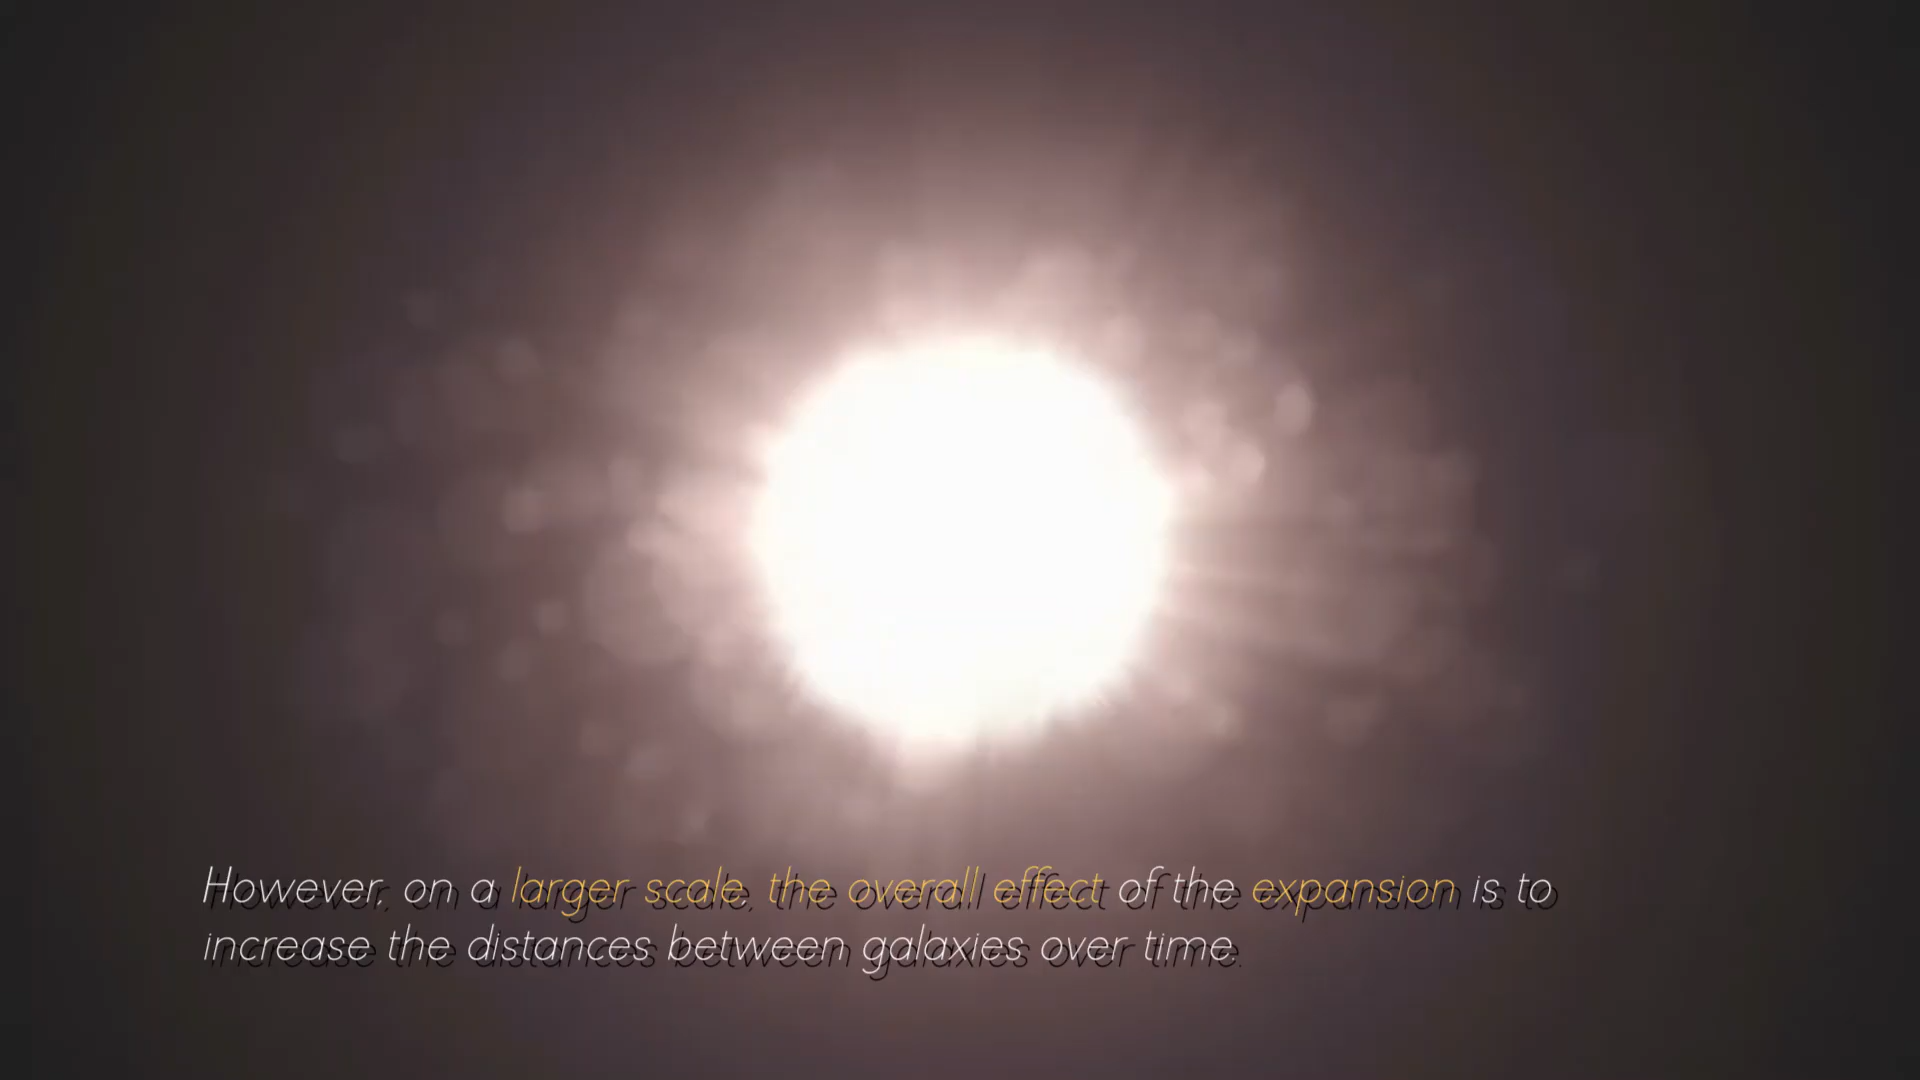 However, on a larger scale, the overall effect of the expansion is to
increase the distances between galaxies over time.